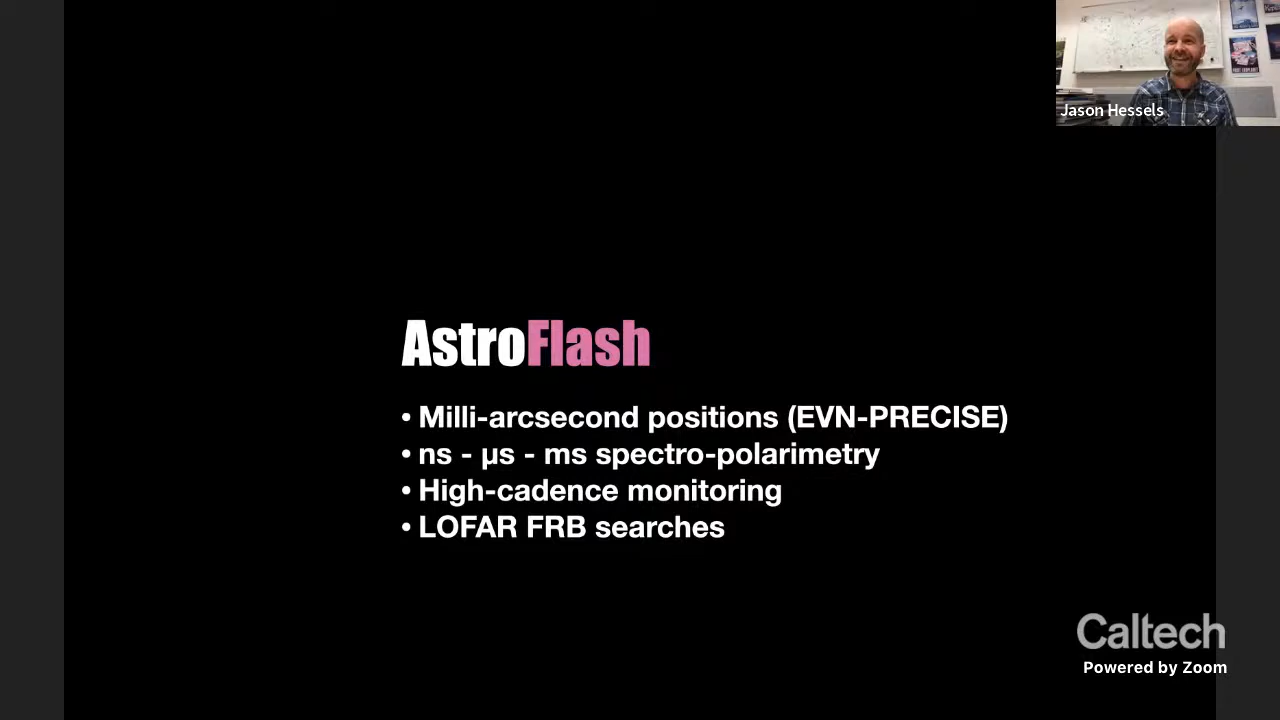 Jason Hessels
AstroFlash
• Milli-arcsecond positions (EVN-PRECISE)
• ns - µs - ms spectro-polarimetry
• High-cadence monitoring
• LOFAR FRB searches
Caltech
Powered by Zoom